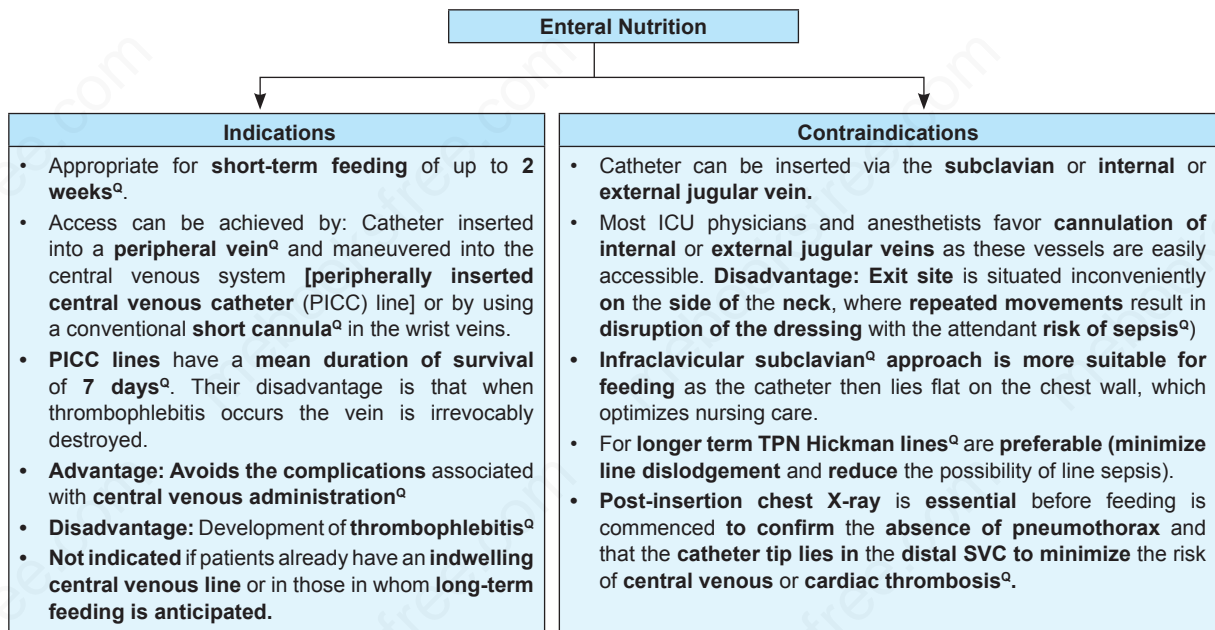 Enteral Nutrition
Indications
• Appropriate for short-term feeding of up to 2
weeksQ.
• Access can be achieved by: Catheter inserted
into a peripheral veinQ and maneuvered into the
central venous system [peripherally inserted
central venous catheter (PICC) line] or by using
a conventional short cannulaQ in the wrist veins.
• PICC lines have a mean duration of survival
of 7 daysQ. Their disadvantage is that when
thrombophlebitis occurs the vein is irrevocably
destroyed.
• Advantage: Avoids the complications associated
with central venous administrationQ
• Disadvantage: Development of thrombophlebitisQ
• Not indicated if patients already have an indwelling
central venous line or in those in whom long-term
feeding is anticipated.
Contraindications
• Catheter can be inserted via the subclavian or internal or
external jugular vein.
• Most ICU physicians and anesthetists favor cannulation of
internal or external jugular veins as these vessels are easily
accessible. Disadvantage: Exit site is situated inconveniently
on the side of the neck, where repeated movements result in
disruption of the dressing with the attendant risk of sepsisQ)
• Infraclavicular subclavianQ approach is more suitable for
feeding as the catheter then lies flat on the chest wall, which
optimizes nursing care.
• For longer term TPN Hickman linesQ are preferable (minimize
line dislodgement and reduce the possibility of line sepsis).
• Post-insertion chest X-ray is essential before feeding is
commenced to confirm the absence of pneumothorax and
that the catheter tip lies in the distal SVC to minimize the risk
of central venous or cardiac thrombosisQ.